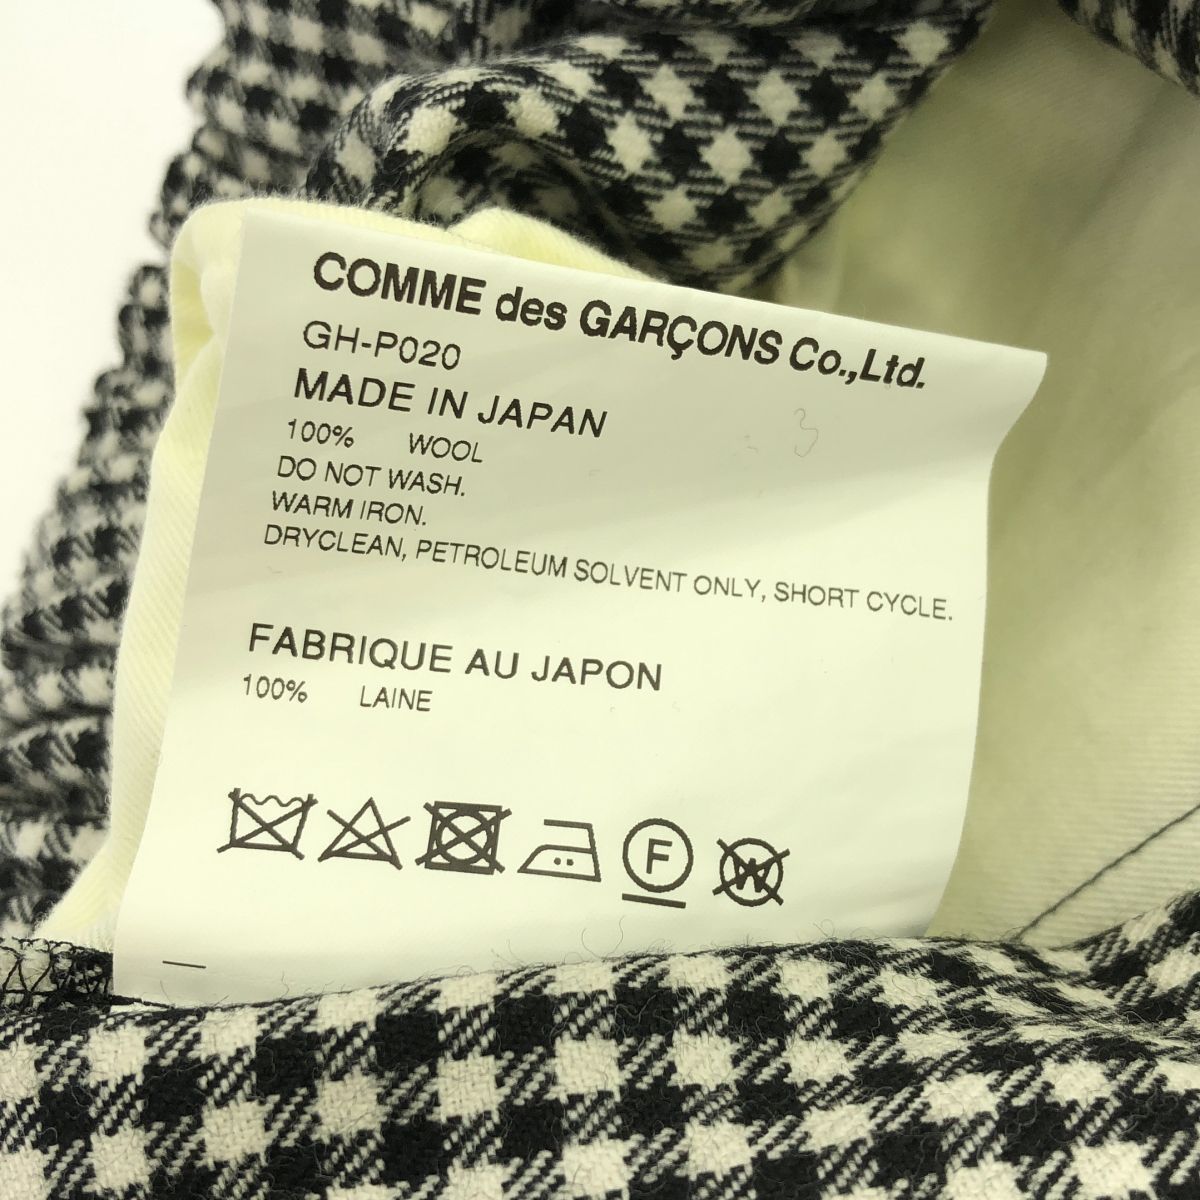 COMME des GARÇONS Co.,Ltd.
GH-P020
MADE IN JAPAN
100% WOOL
DO NOT WASH.
WARM IRON.
DRYCLEAN, PETROLEUM SOLVENT ONLY, SHORT CYCLE.
FABRIQUE AU JAPON
100% LAINE
F W